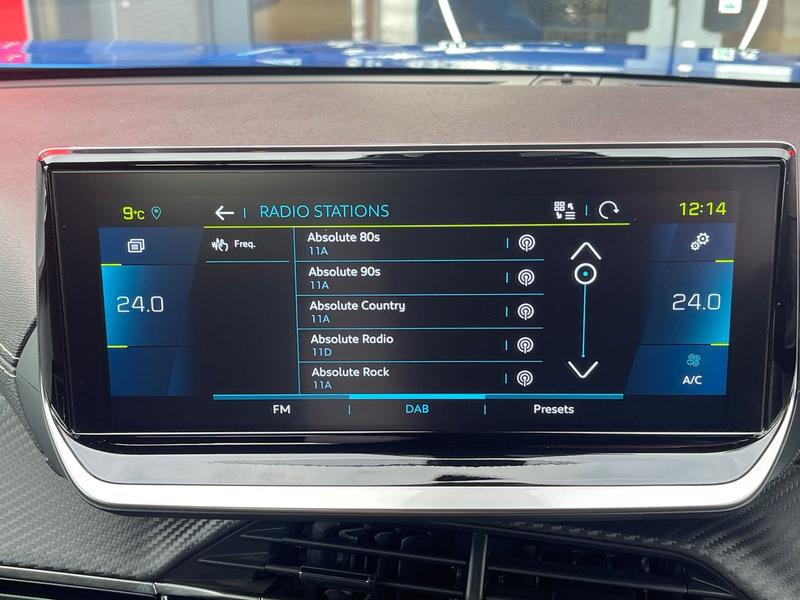 9°C
RADIO STATIONS
12:14
Freq.
24.0
Absolute 80s
11A
Absolute 90s
11A
Absolute Country
11A
Absolute Radio
11D
Absolute Rock
11A
24.0
A/C
FM
DAB
Presets